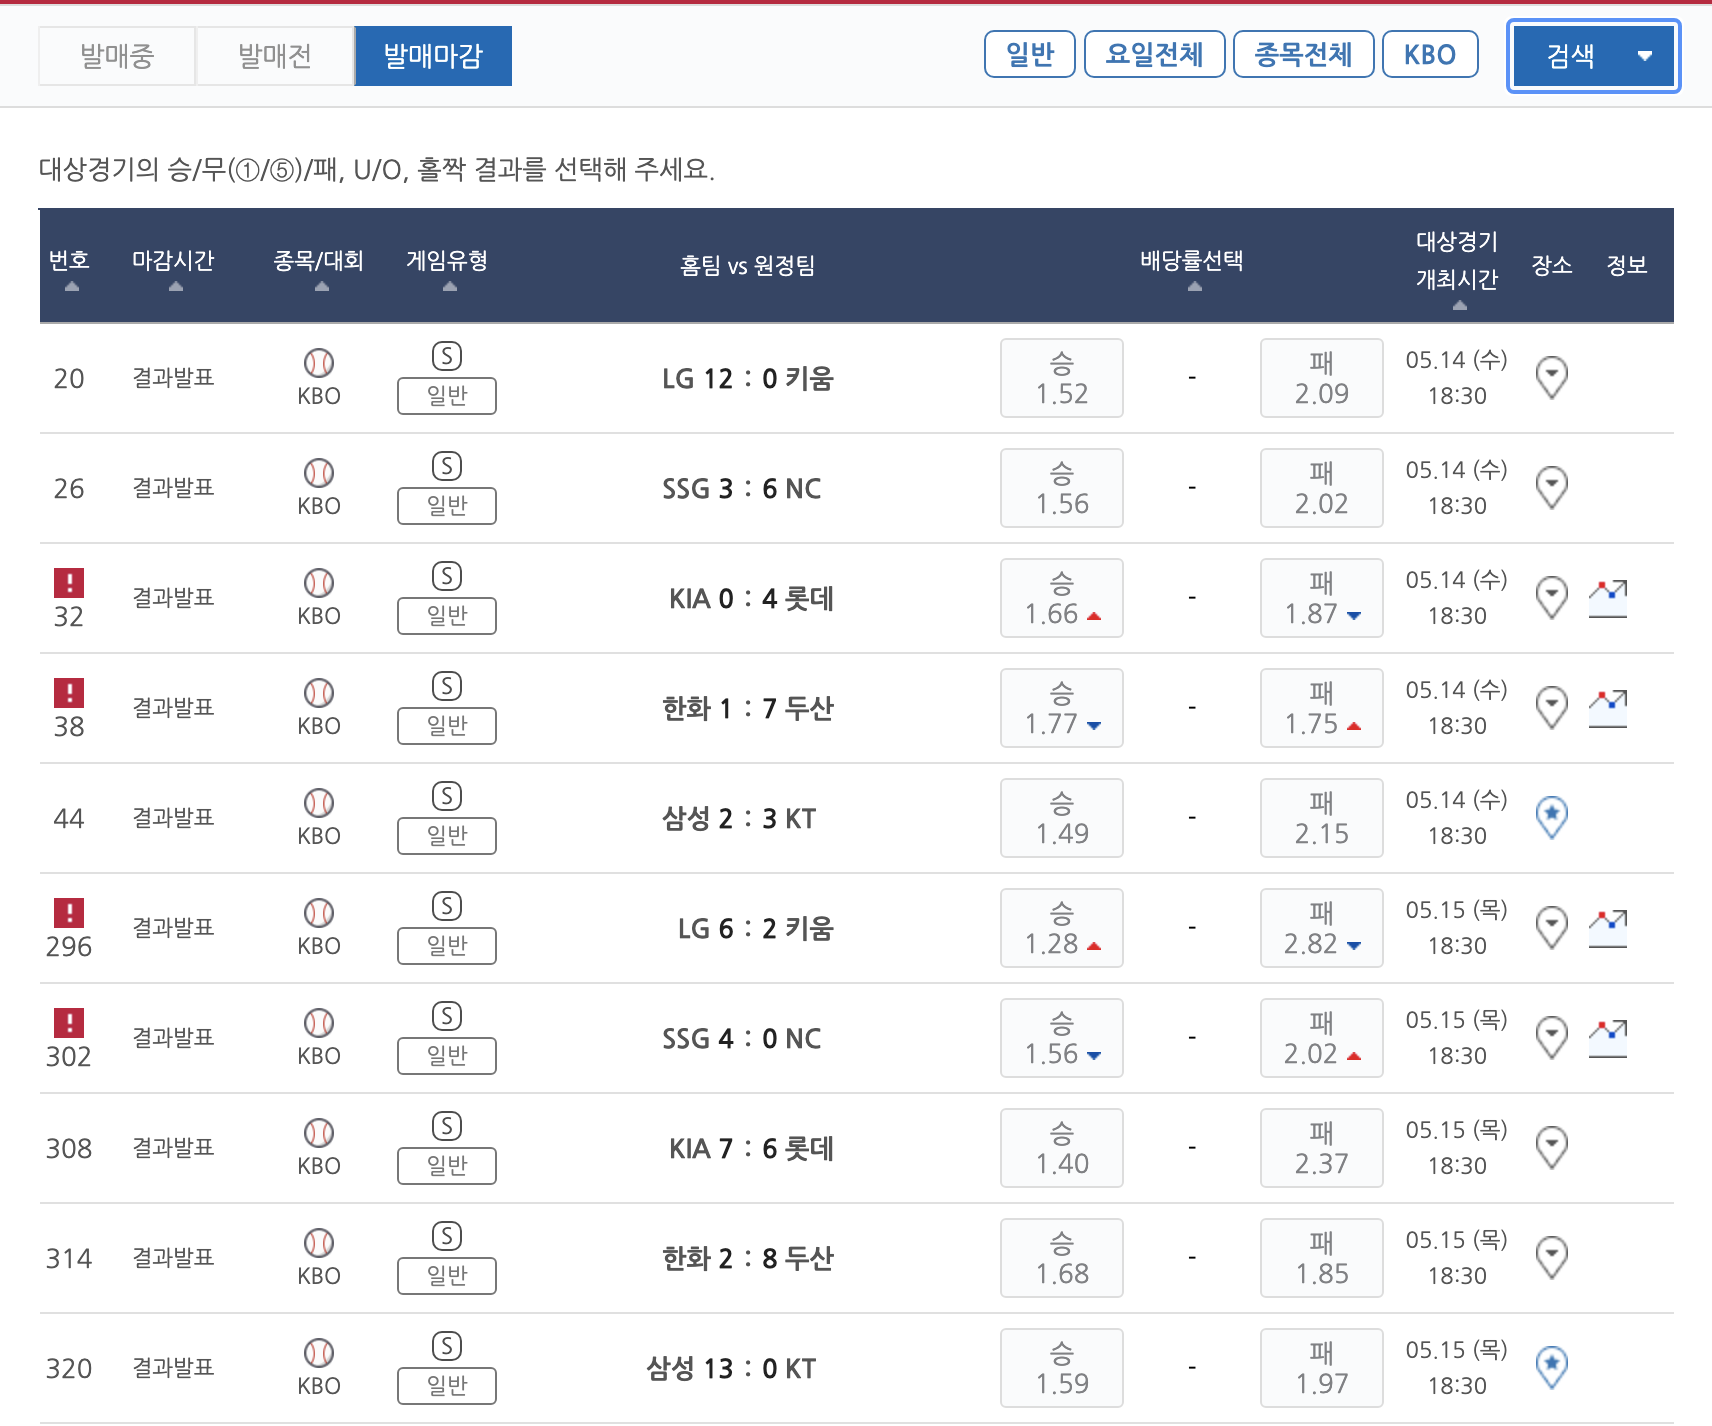 발매중 발매전 발매마감 일반 요일전체 종목전체 KBO 검색
대상경기의 승/무(①/⑤)/패, U/O, 홀짝 결과를 선택해 주세요.
번호 마감시간 종목/대회 게임유형 홈팀 vs 원정팀 배당률선택 대상경기 장소 정보
개최시간
20 결과발표 KBO S 일반 LG 12 : 0 키움 승 1.52 - 패 2.09 05.14 (수) 18:30
26 결과발표 KBO S 일반 SSG 3 : 6 NC 승 1.56 - 패 2.02 05.14 (수) 18:30
! 32 결과발표 KBO S 일반 KIA 0 : 4 롯데 승 1.66 - 패 1.87 05.14 (수) 18:30
! 38 결과발표 KBO S 일반 한화 1 : 7 두산 승 1.77 - 패 1.75 05.14 (수) 18:30
44 결과발표 KBO S 일반 삼성 2 : 3 KT 승 1.49 - 패 2.15 05.14 (수) 18:30
! 296 결과발표 KBO S 일반 LG 6 : 2 키움 승 1.28 - 패 2.82 05.15 (목) 18:30
! 302 결과발표 KBO S 일반 SSG 4 : 0 NC 승 1.56 - 패 2.02 05.15 (목) 18:30
308 결과발표 KBO S 일반 KIA 7 : 6 롯데 승 1.40 - 패 2.37 05.15 (목) 18:30
314 결과발표 KBO S 일반 한화 2 : 8 두산 승 1.68 - 패 1.85 05.15 (목) 18:30
320 결과발표 KBO S 일반 삼성 13 : 0 KT 승 1.59 - 패 1.97 05.15 (목) 18:30